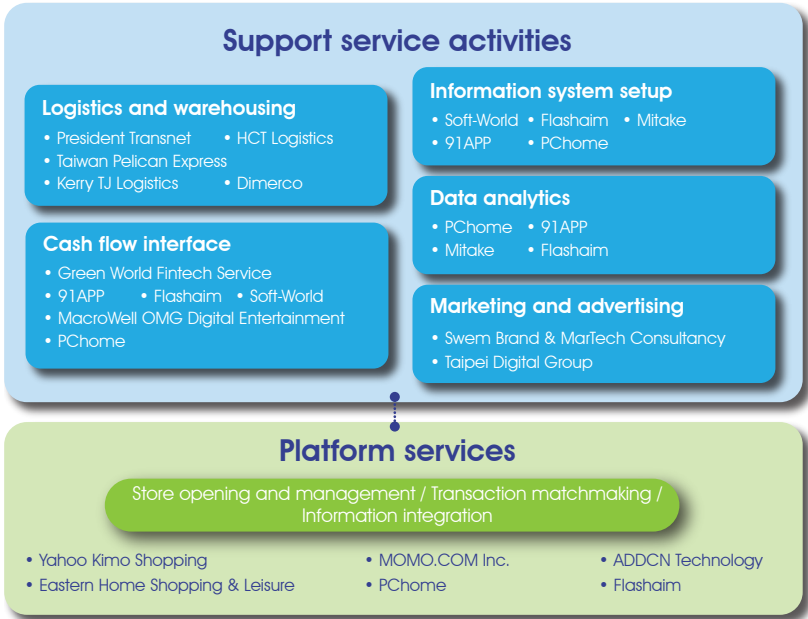 Support service activities
Logistics and warehousing
• President Transnet • HCT Logistics
• Taiwan Pelican Express
• Kerry TJ Logistics • Dimerco
Cash flow interface
• Green World Fintech Service
• 91APP • Flashaim • Soft-World
• MacroWell OMG Digital Entertainment
• PChome
Information system setup
• Soft-World • Flashaim • Mitake
• 91APP • PChome
Data analytics
• PChome • 91APP
• Mitake • Flashaim
Marketing and advertising
• Swem Brand & MarTech Consultancy
• Taipei Digital Group
Platform services
Store opening and management / Transaction matchmaking /
Information integration
• Yahoo Kimo Shopping • MOMO.COM Inc. • ADDCN Technology
• Eastern Home Shopping & Leisure • PChome • Flashaim